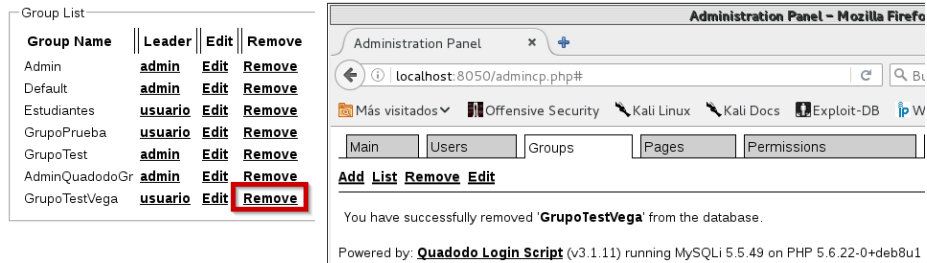 Group List
Group Name Leader Edit Remove
Admin admin Edit Remove
Default admin Edit Remove
Estudiantes usuario Edit Remove
GrupoPrueba usuario Edit Remove
GrupoTest admin Edit Remove
AdminQuadodoGr admin Edit Remove
GrupoTestVega usuario Edit Remove
Administration Panel – Mozilla Firefo
Administration Panel × +
localhost:8050/admincp.php# Bu
Más visitados Offensive Security Kali Linux Kali Docs Exploit-DB W
Main Users Groups Pages Permissions
Add List Remove Edit
You have successfully removed 'GrupoTestVega' from the database.
Powered by: Quadodo Login Script (v3.1.11) running MySQLi 5.5.49 on PHP 5.6.22-0+deb8u1